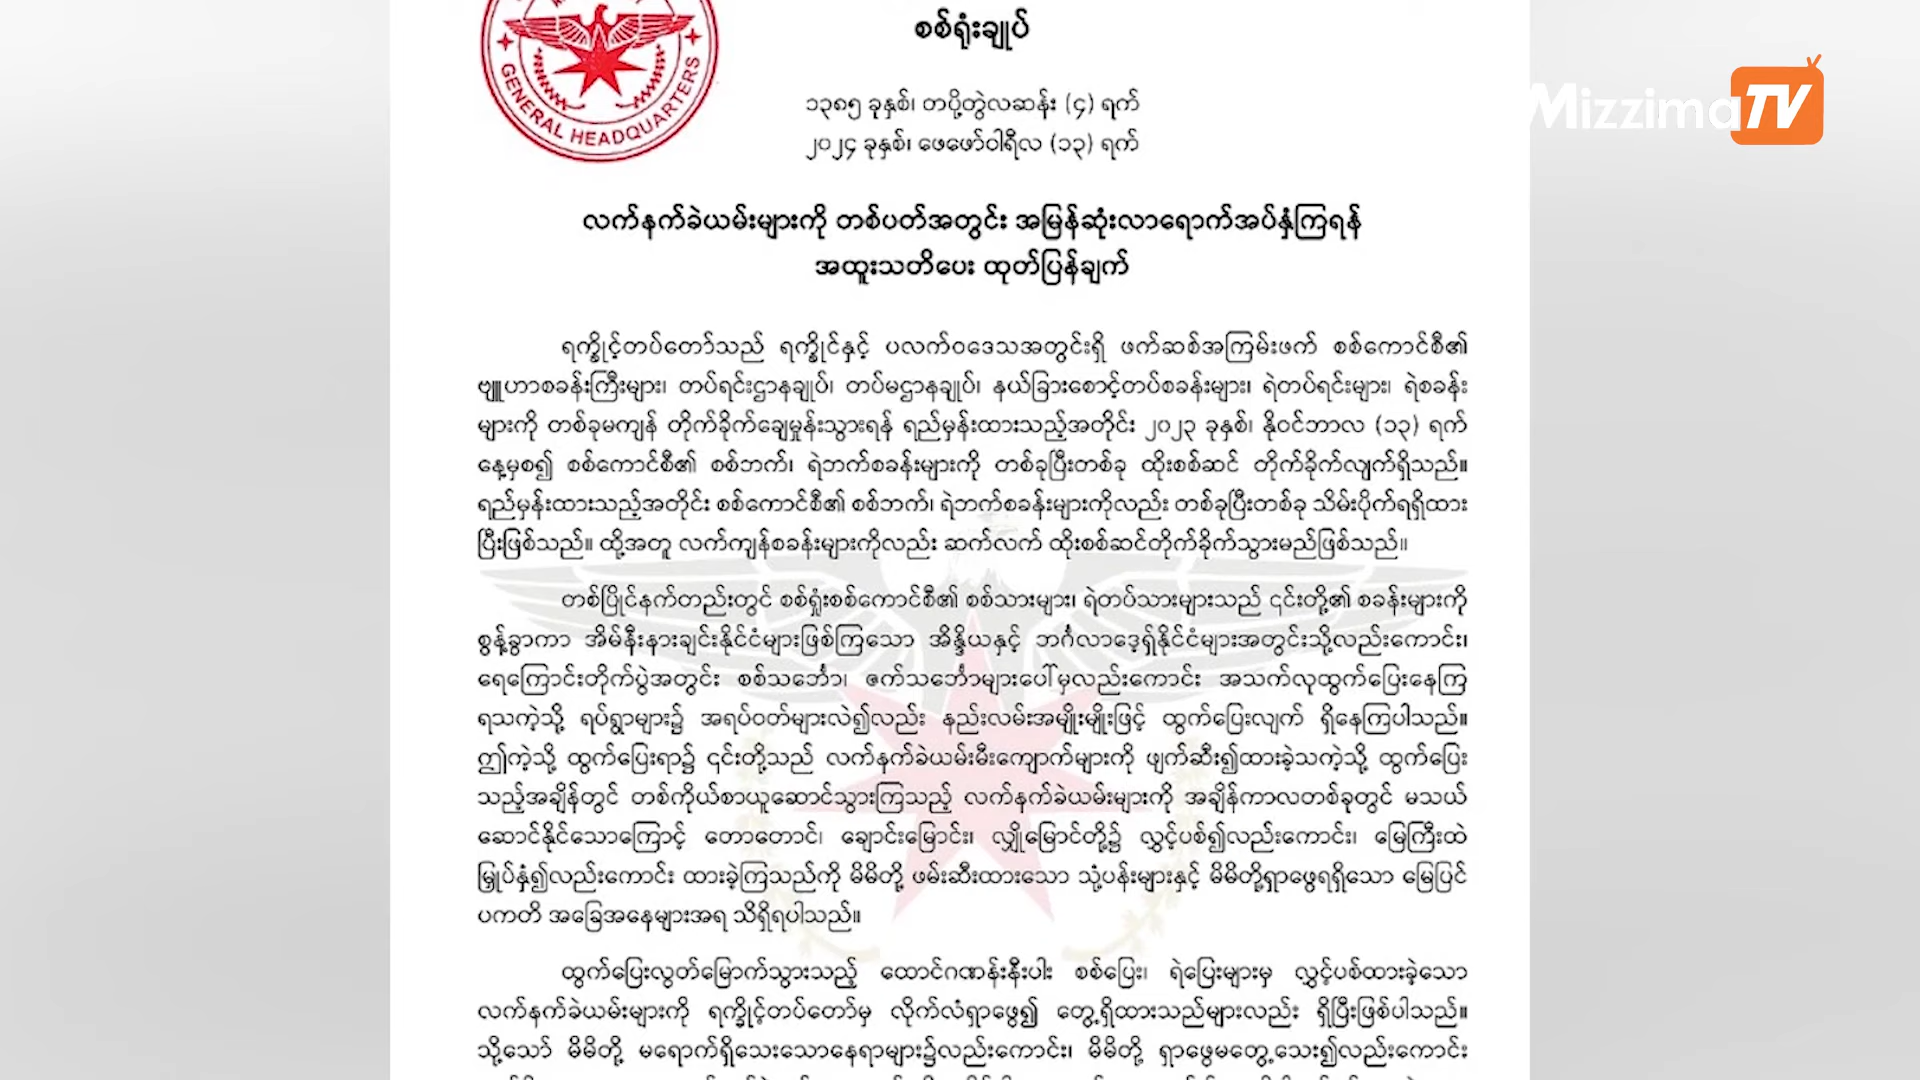 စစ်ရုံးချုပ်
GENERAL HEADQUARTERS
Mizzima TV
၁၃၈၅ ခုနှစ်၊ တပို့တွဲလဆန်း (၄) ရက်
၂၀၂၄ ခုနှစ်၊ ဖေဖော်ဝါရီလ (၁၃) ရက်
လက်နက်ခဲယမ်းများကို တစ်ပတ်အတွင်း အမြန်ဆုံးလာရောက်အပ်နှံကြရန်
အထူးသတိပေး ထုတ်ပြန်ချက်
ရက္ခိုင့်တပ်တော်သည် ရက္ခိုင်နှင့် ပလက်ဝဒေသအတွင်းရှိ ဖက်ဆစ်အကြမ်းဖက် စစ်ကောင်စီ၏
ဗျူဟာစခန်းကြီးများ၊ တပ်ရင်းဌာနချုပ်၊ တပ်မဌာနချုပ်၊ နယ်ခြားစောင့်တပ်စခန်းများ၊ ရဲတပ်ရင်းများ၊ ရဲစခန်း
များကို တစ်ခုမကျန် တိုက်ခိုက်ချေမှုန်းသွားရန် ရည်မှန်းထားသည့်အတိုင်း ၂၀၂၃ ခုနှစ်၊ နိုဝင်ဘာလ (၁၃) ရက်
နေ့မှစ၍ စစ်ကောင်စီ၏ စစ်ဘက်၊ ရဲဘက်စခန်းများကို တစ်ခုပြီးတစ်ခု ထိုးစစ်ဆင် တိုက်ခိုက်လျက်ရှိသည်။
ရည်မှန်းထားသည့်အတိုင်း စစ်ကောင်စီ၏ စစ်ဘက်၊ ရဲဘက်စခန်းများကိုလည်း တစ်ခုပြီးတစ်ခု သိမ်းပိုက်ရရှိထား
ပြီးဖြစ်သည်။ ထို့အတူ လက်ကျန်စခန်းများကိုလည်း ဆက်လက် ထိုးစစ်ဆင်တိုက်ခိုက်သွားမည်ဖြစ်သည်။
တစ်ပြိုင်နက်တည်းတွင် စစ်ရှုံးစစ်ကောင်စီ၏ စစ်သားများ၊ ရဲတပ်သားများသည် ၎င်းတို့၏ စခန်းများကို
စွန့်ခွာကာ အိမ်နီးနားချင်းနိုင်ငံများဖြစ်ကြသော အိန္ဒိယနှင့် ဘင်္ဂလာဒေ့ရှ်နိုင်ငံများအတွင်းသို့လည်းကောင်း၊
ရေကြောင်းတိုက်ပွဲအတွင်း စစ်သင်္ဘော၊ ဇက်သင်္ဘောများပေါ်မှလည်းကောင်း အသက်လုထွက်ပြေးနေကြ
ရသကဲ့သို့ ရပ်ရွာများ၌ အရပ်ဝတ်များလဲ၍လည်း နည်းလမ်းအမျိုးမျိုးဖြင့် ထွက်ပြေးလျက် ရှိနေကြပါသည်။
ဤကဲ့သို့ ထွက်ပြေးရာ၌ ၎င်းတို့သည် လက်နက်ခဲယမ်းမီးကျောက်များကို ဖျက်ဆီး၍ထားခဲ့သကဲ့သို့ ထွက်ပြေး
သည့်အချိန်တွင် တစ်ကိုယ်စာယူဆောင်သွားကြသည့် လက်နက်ခဲယမ်းများကို အချိန်ကာလတစ်ခုတွင် မသယ်
ဆောင်နိုင်သောကြောင့် တောတောင်၊ ချောင်းမြောင်း၊ လျှိုမြောင်တို့၌ လွှင့်ပစ်၍လည်းကောင်း၊ မြေကြီးထဲ
မြှုပ်နှံ၍လည်းကောင်း ထားခဲ့ကြသည်ကို မိမိတို့ ဖမ်းဆီးထားသော သုံ့ပန်းများနှင့် မိမိတို့ရှာဖွေရရှိသော မြေပြင်
ပကတိ အခြေအနေများအရ သိရှိရပါသည်။
ထွက်ပြေးလွတ်မြောက်သွားသည့် ထောင်ဂဏန်းနီးပါး စစ်ပြေး၊ ရဲပြေးများမှ လွှင့်ပစ်ထားခဲ့သော
လက်နက်ခဲယမ်းများကို ရက္ခိုင့်တပ်တော်မှ လိုက်လံရှာဖွေ၍ တွေ့ရှိထားသည်များလည်း ရှိပြီးဖြစ်ပါသည်။
သို့သော် မိမိတို့ မရောက်ရှိသေးသောနေရာများ၌လည်းကောင်း၊ မိမိတို့ ရှာဖွေမတွေ့သေး၍လည်းကောင်း